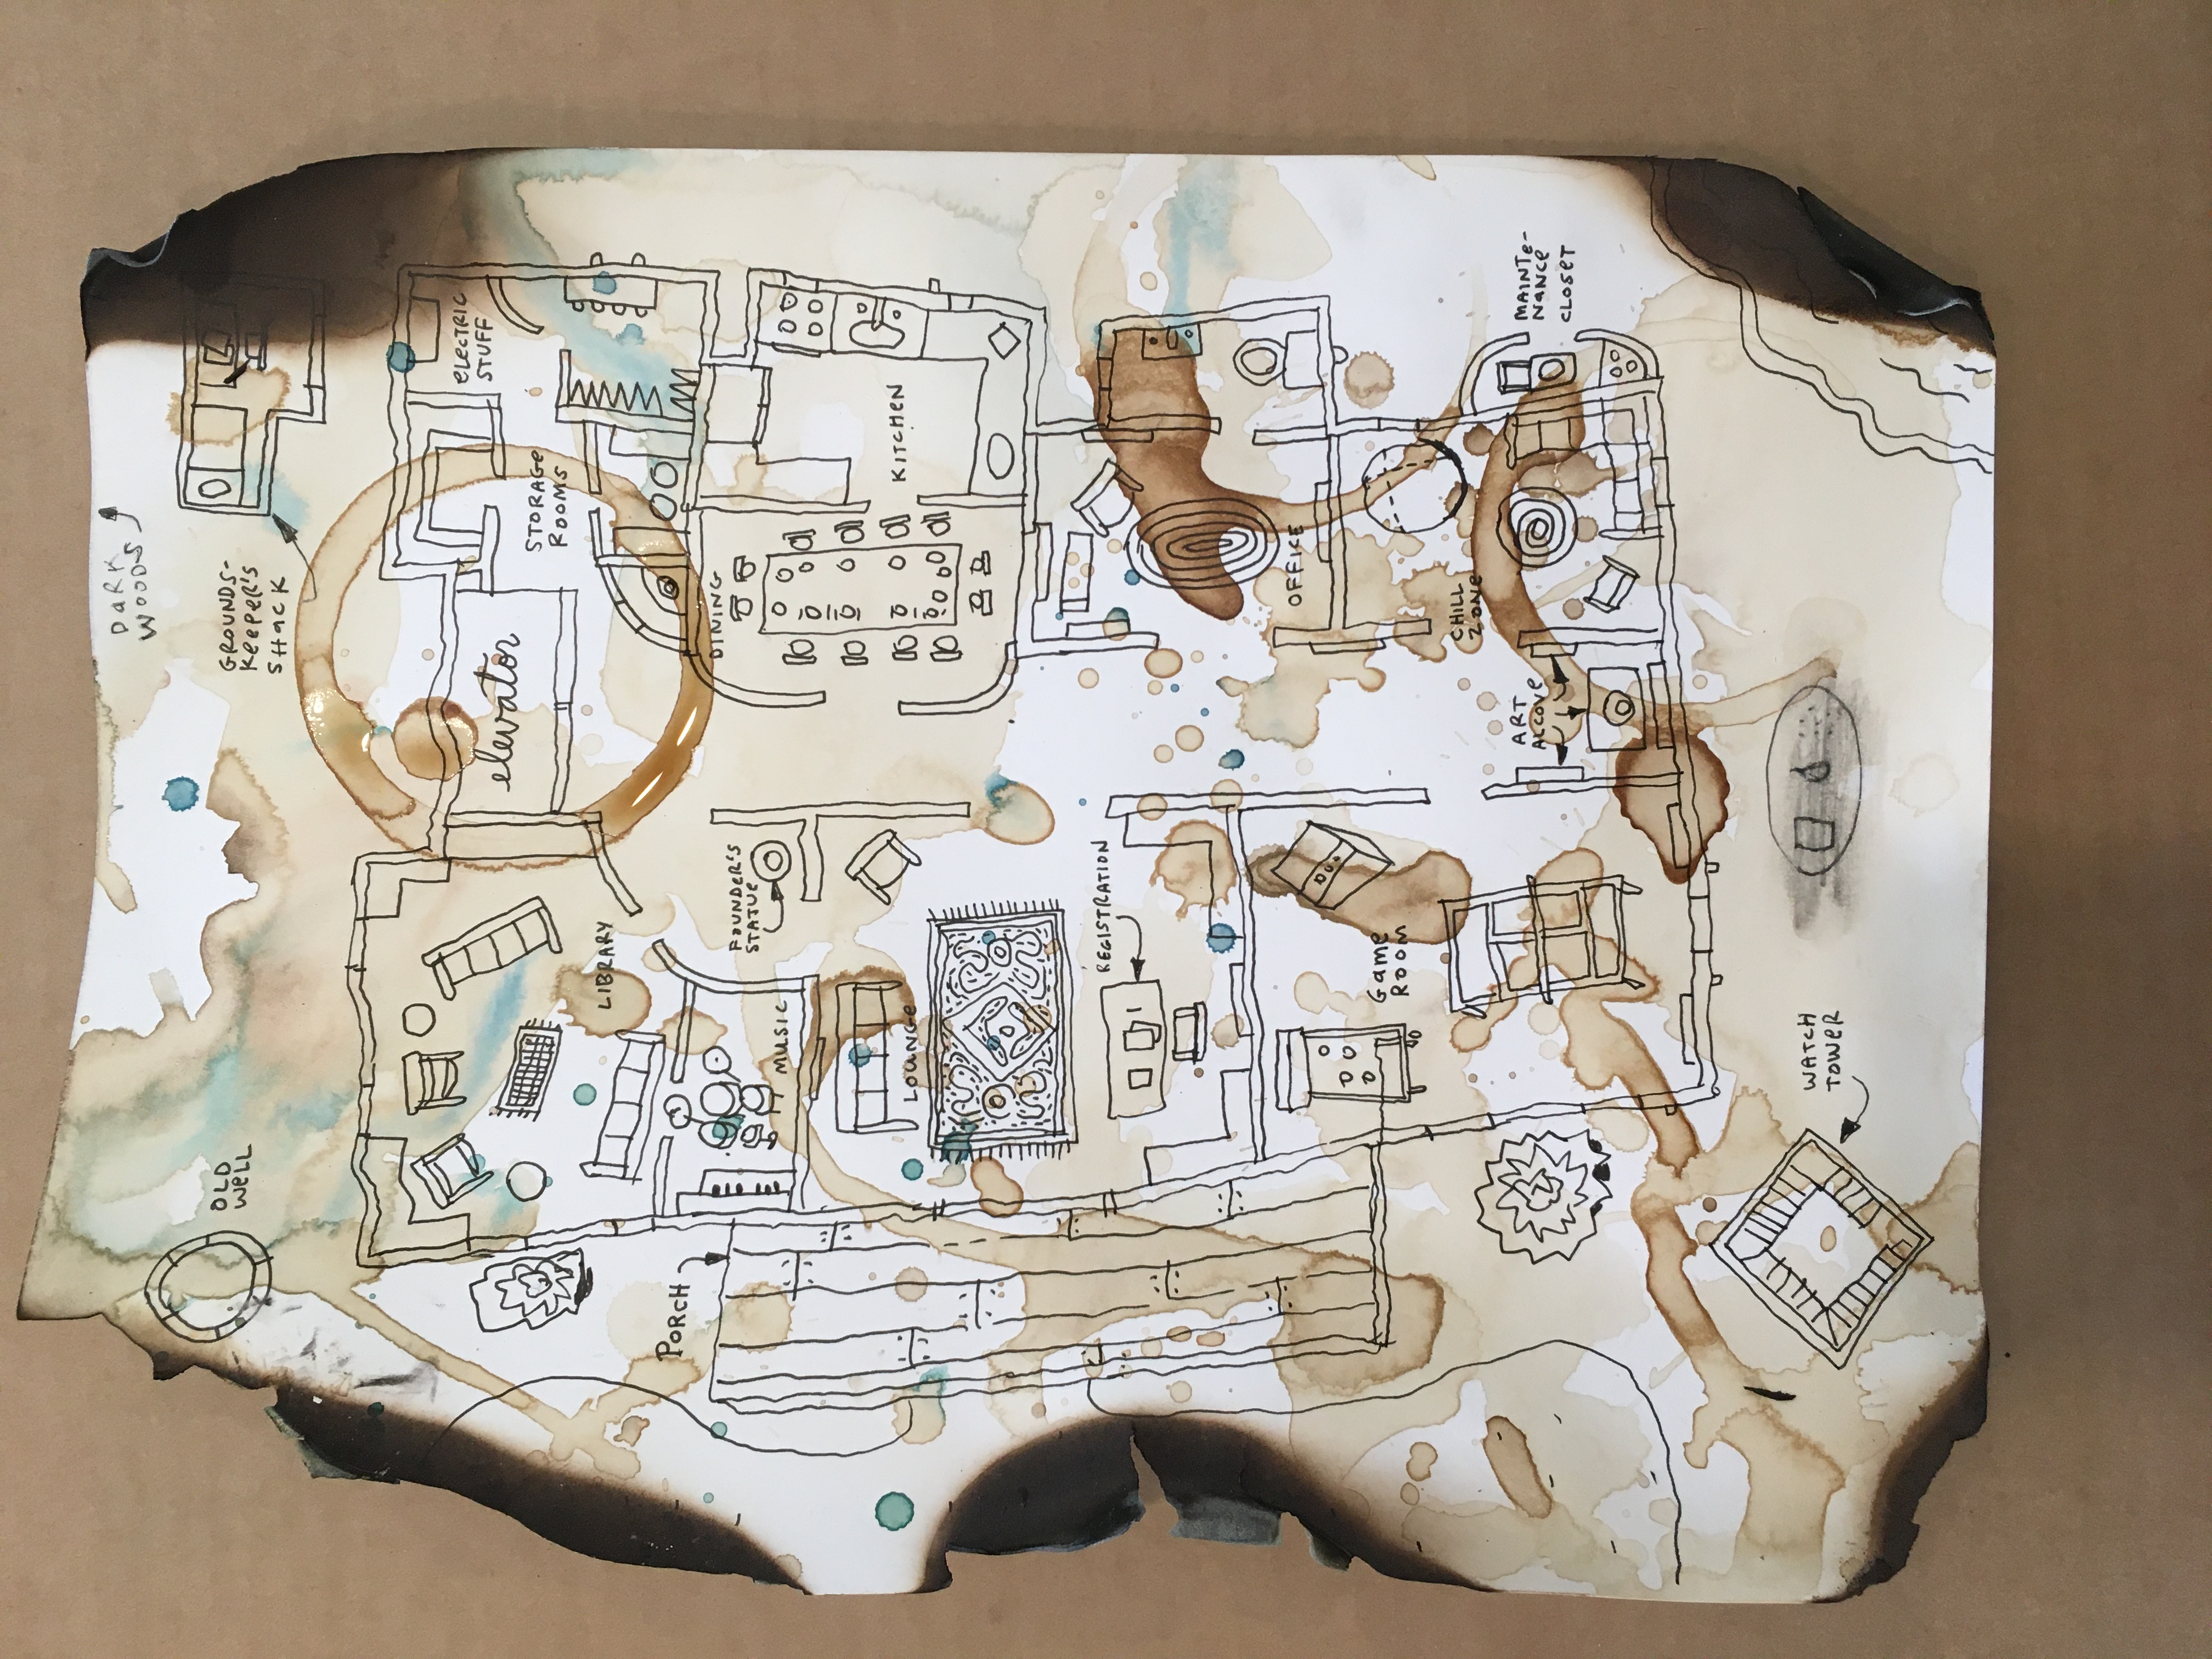 DARK
WOODS
OLD
WELL
GROUNDS-
KEEPER'S
SHACK
ELECTRIC
STUFF
elevator
STORAGE
ROOMS
LIBRARY
PORCH
DINING
FOUNDER'S
STATUE
MUSIC
KITCHEN
LOUNGE
REGISTRATION
OFFICE
GAME
ROOM
CHILL
ZONE
ART
ALCOVE
MAINTE-
NANCE
CLOSET
WATCH
TOWER